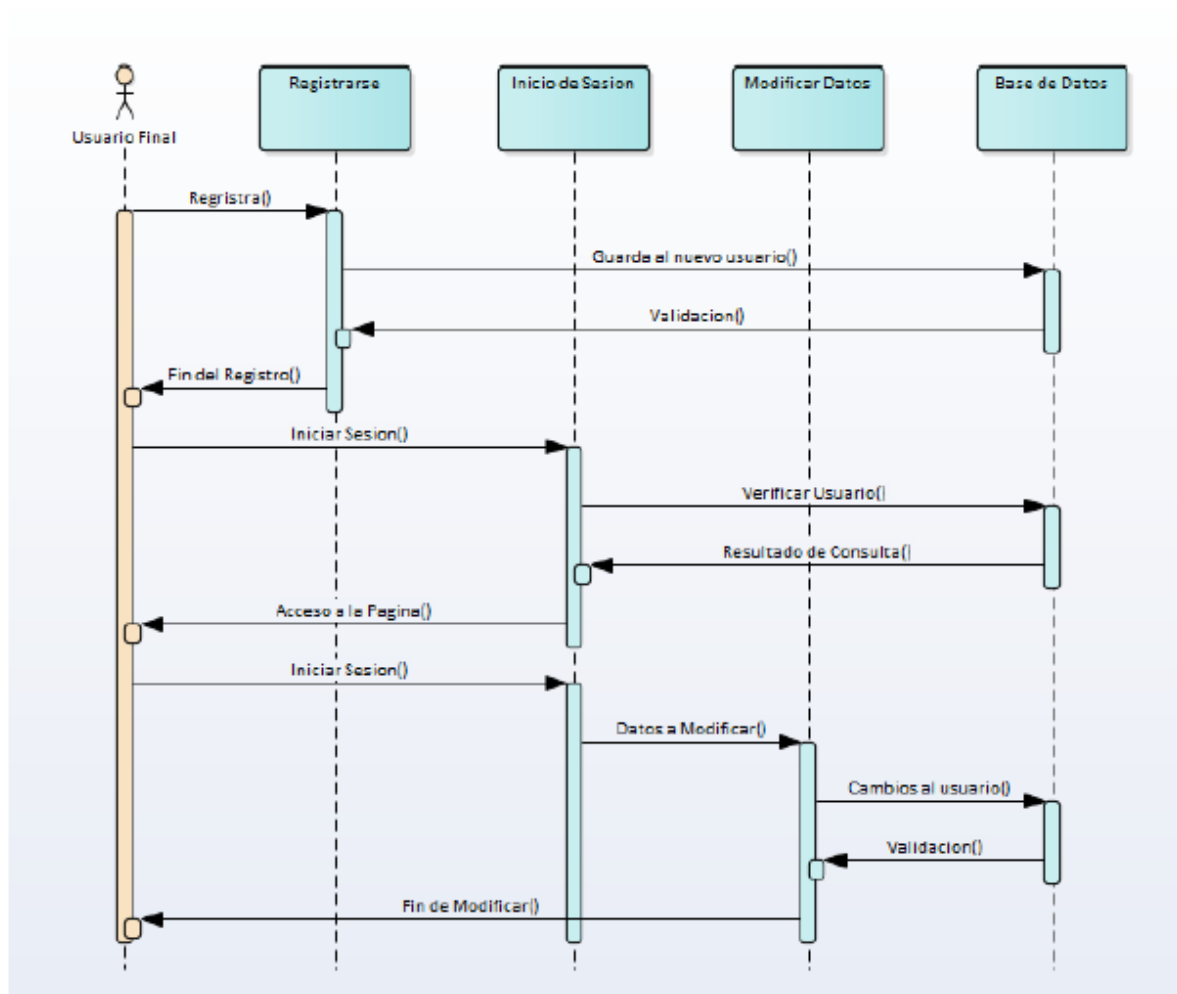 Registrarse
Inicio de Sesion
Modificar Datos
Base de Datos
Usuario Final
Regristra()
Guarda al nuevo usuario()
Validacion()
Fin del Registro()
Iniciar Sesion()
Verificar Usuario()
Resultado de Consulta()
Acceso a la Pagina()
Iniciar Sesion()
Datos a Modificar()
Cambios al usuario()
Validacion()
Fin de Modificar()